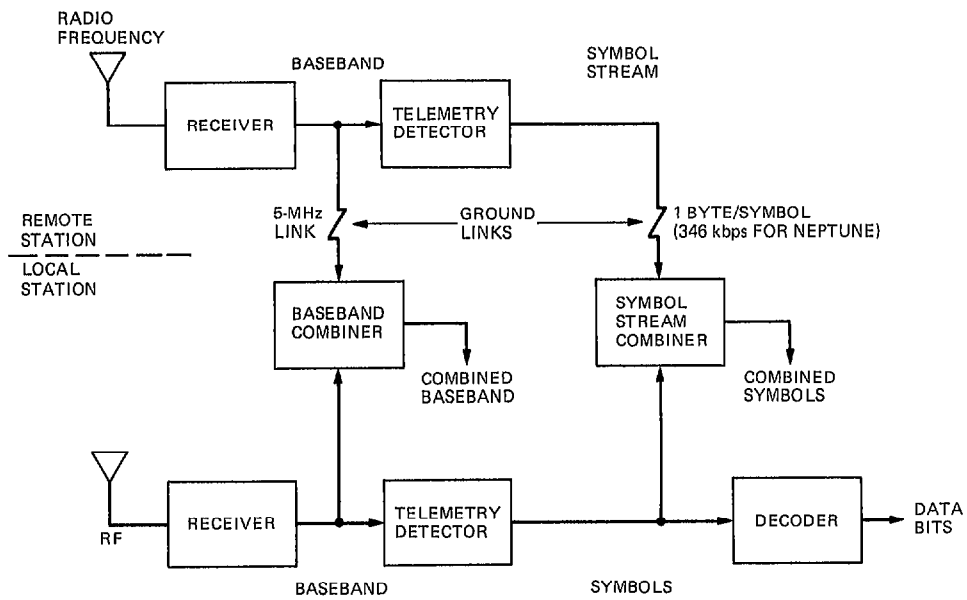 RADIO
FREQUENCY
BASEBAND
SYMBOL
STREAM
RECEIVER
TELEMETRY
DETECTOR
5-MHz
LINK
GROUND
LINKS
1 BYTE/SYMBOL
(346 kbps FOR NEPTUNE)
REMOTE
STATION
LOCAL
STATION
BASEBAND
COMBINER
SYMBOL
STREAM
COMBINER
COMBINED
BASEBAND
COMBINED
SYMBOLS
RF
RECEIVER
TELEMETRY
DETECTOR
DECODER
DATA
BITS
BASEBAND
SYMBOLS